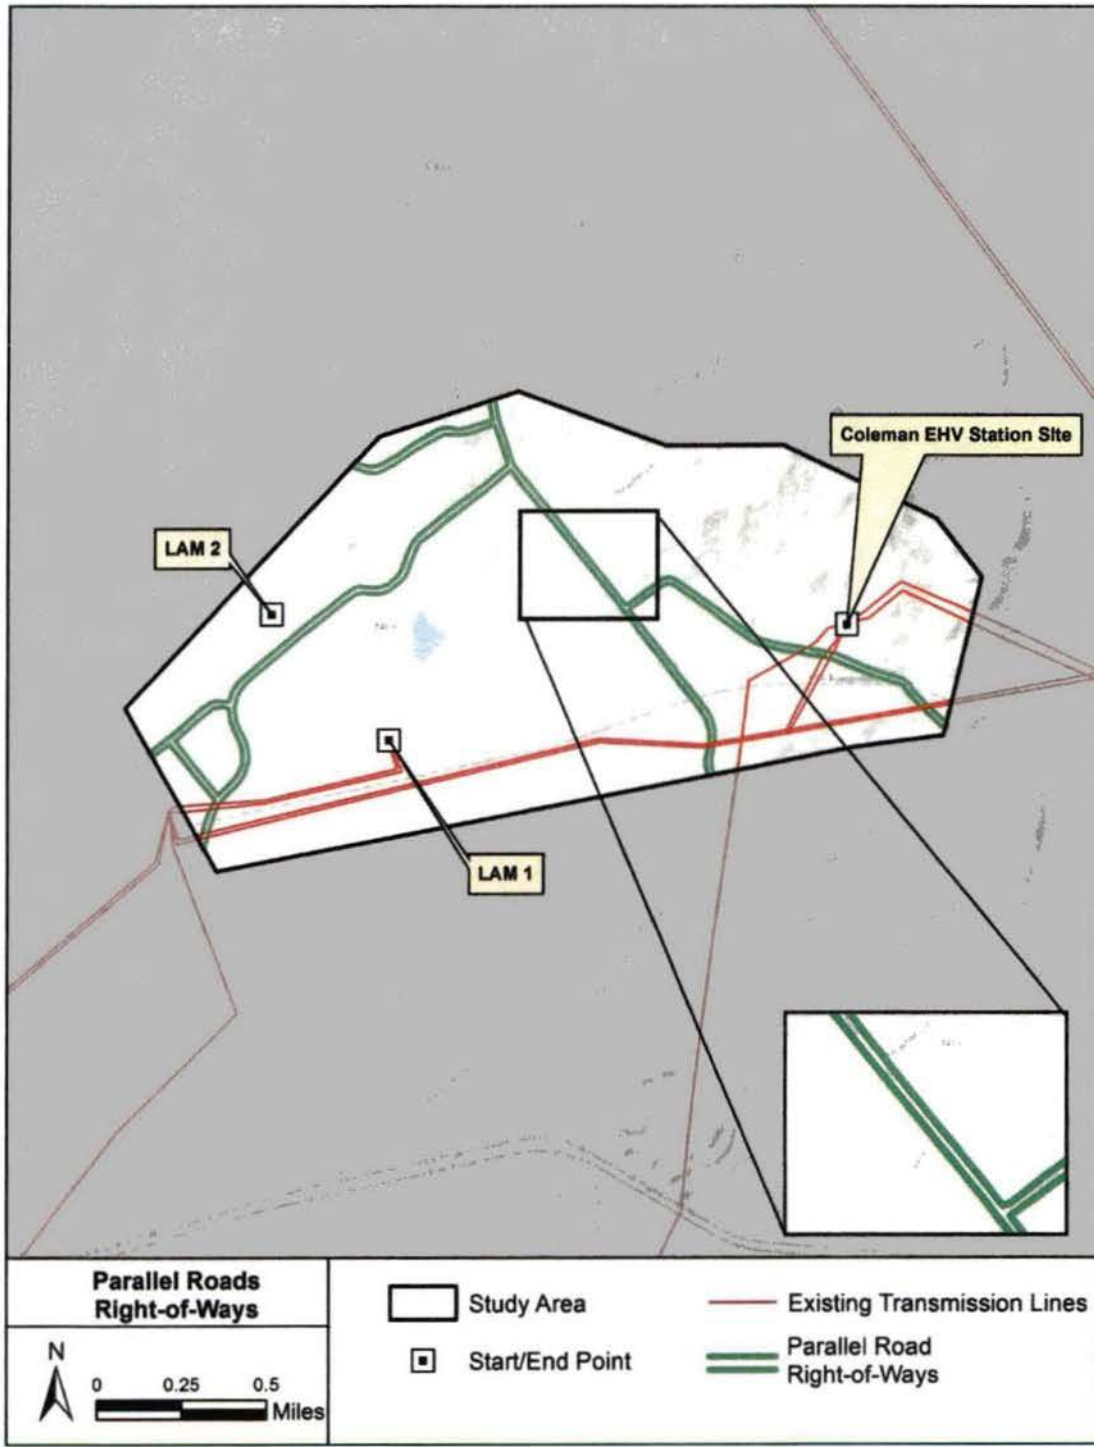 Coleman EHV Station SIte
LAM 2
LAM 1
Parallel Roads
Right-of-Ways
N
0 0.25 0.5
Miles
Study Area
Start/End Point
Existing Transmission Lines
Parallel Road
Right-of-Ways